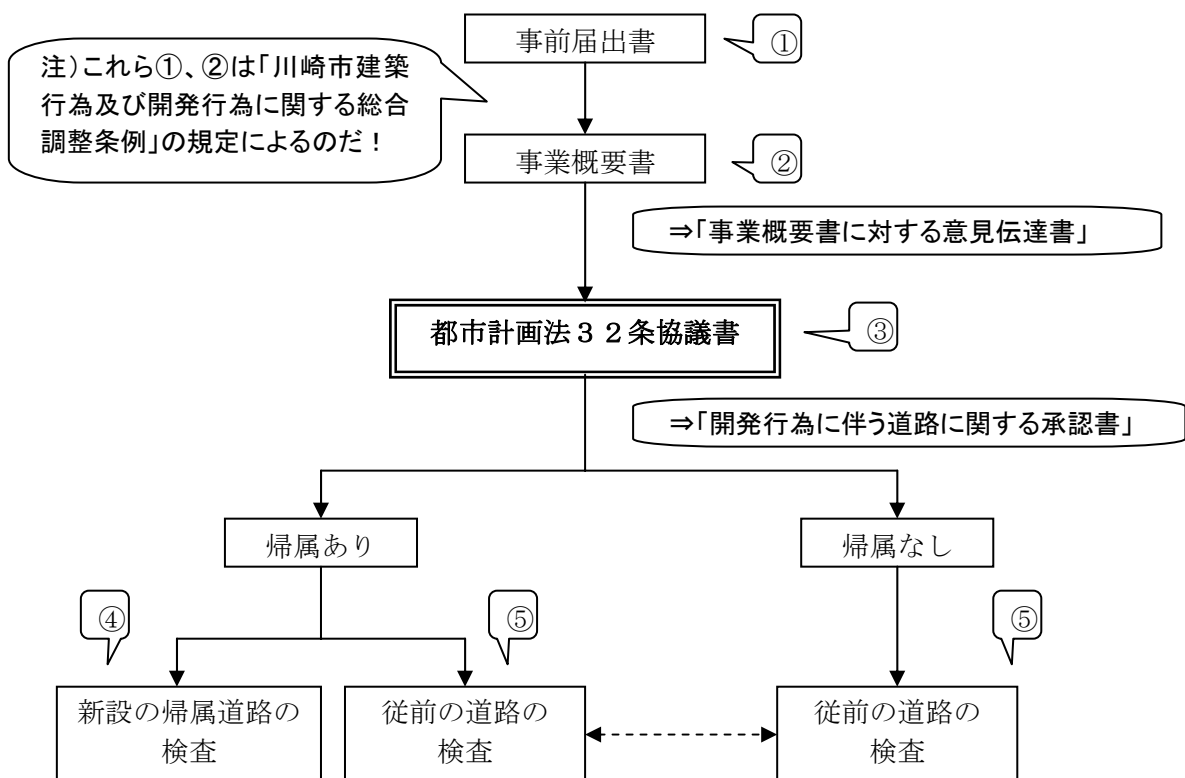 事前届出書
①
注）これら①、②は「川崎市建築
行為及び開発行為に関する総合
調整条例」の規定によるのだ！
事業概要書
②
⇒「事業概要書に対する意見伝達書」
都市計画法３２条協議書
③
⇒「開発行為に伴う道路に関する承認書」
帰属あり
帰属なし
④
⑤
⑤
新設の帰属道路の
検査
従前の道路の
検査
従前の道路の
検査